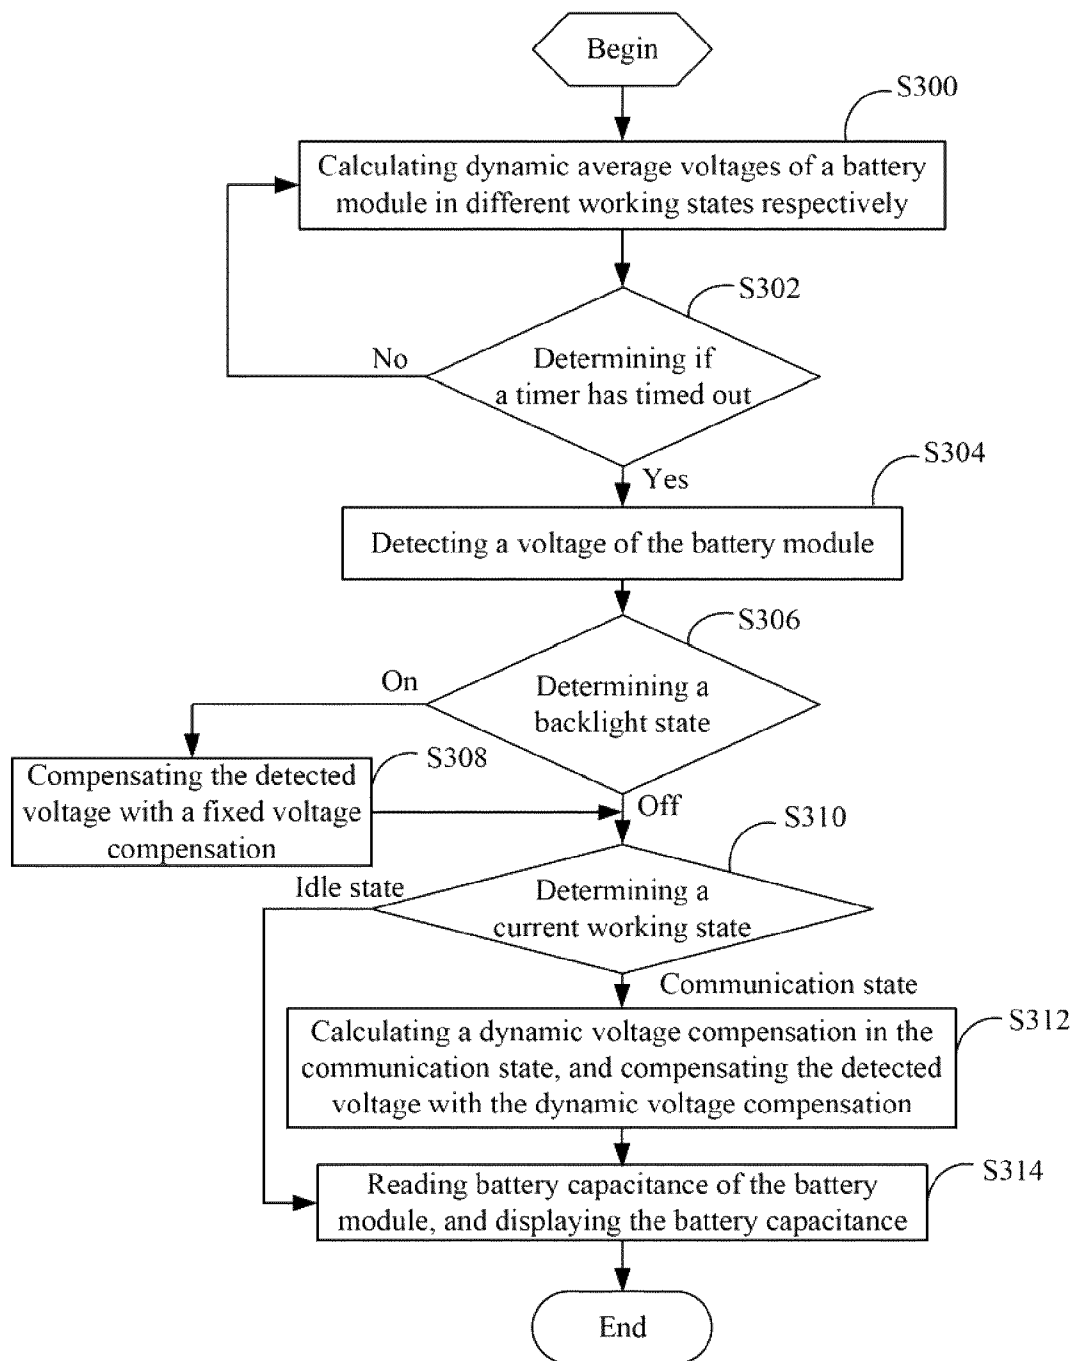 Begin
S300
Calculating dynamic average voltages of a battery
module in different working states respectively
S302
No
Determining if
a timer has timed out
Yes
S304
Detecting a voltage of the battery module
S306
On
Determining a
backlight state
S308
Compensating the detected
voltage with a fixed voltage
compensation
Off
S310
Idle state
Determining a
current working state
Communication state
S312
Calculating a dynamic voltage compensation in the
communication state, and compensating the detected
voltage with the dynamic voltage compensation
S314
Reading battery capacitance of the battery
module, and displaying the battery capacitance
End